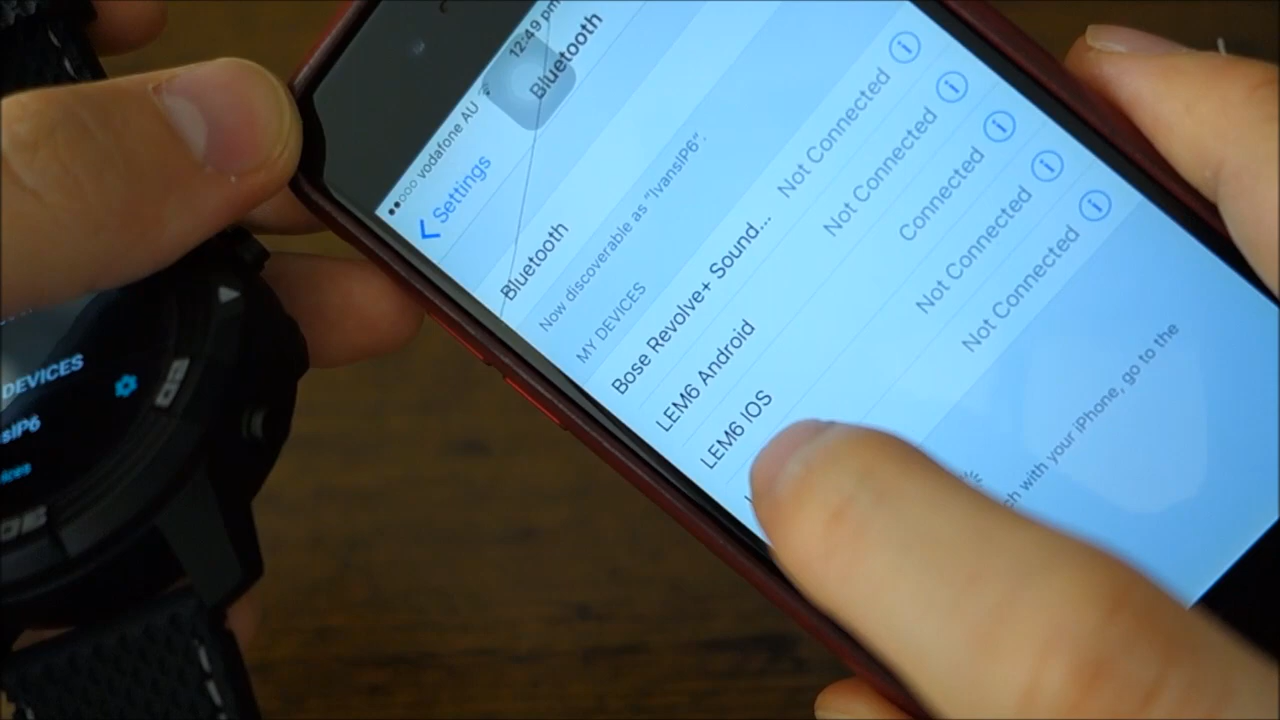 ●●○○○ vodafone AU 12:49 pm
Settings
Bluetooth
Bluetooth
Now discoverable as “IvansIP6”.
MY DEVICES
Bose Revolve+ Sound... Not Connected
LEM6 Android Not Connected
LEM6 IOS Connected
Not Connected
Not Connected
with your iPhone, go to the
DEVICES
sIP6